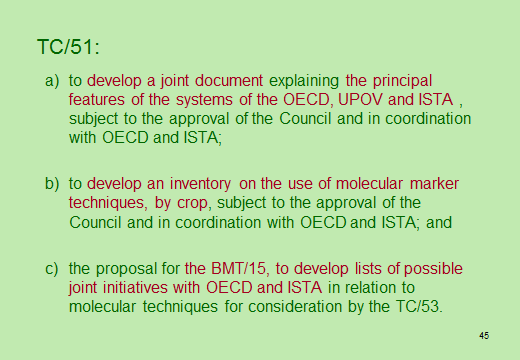 TC/51:
a) to develop a joint document explaining the principal
features of the systems of the OECD, UPOV and ISTA ,
subject to the approval of the Council and in coordination
with OECD and ISTA;
b) to develop an inventory on the use of molecular marker
techniques, by crop, subject to the approval of the
Council and in coordination with OECD and ISTA; and
c) the proposal for the BMT/15, to develop lists of possible
joint initiatives with OECD and ISTA in relation to
molecular techniques for consideration by the TC/53.
45